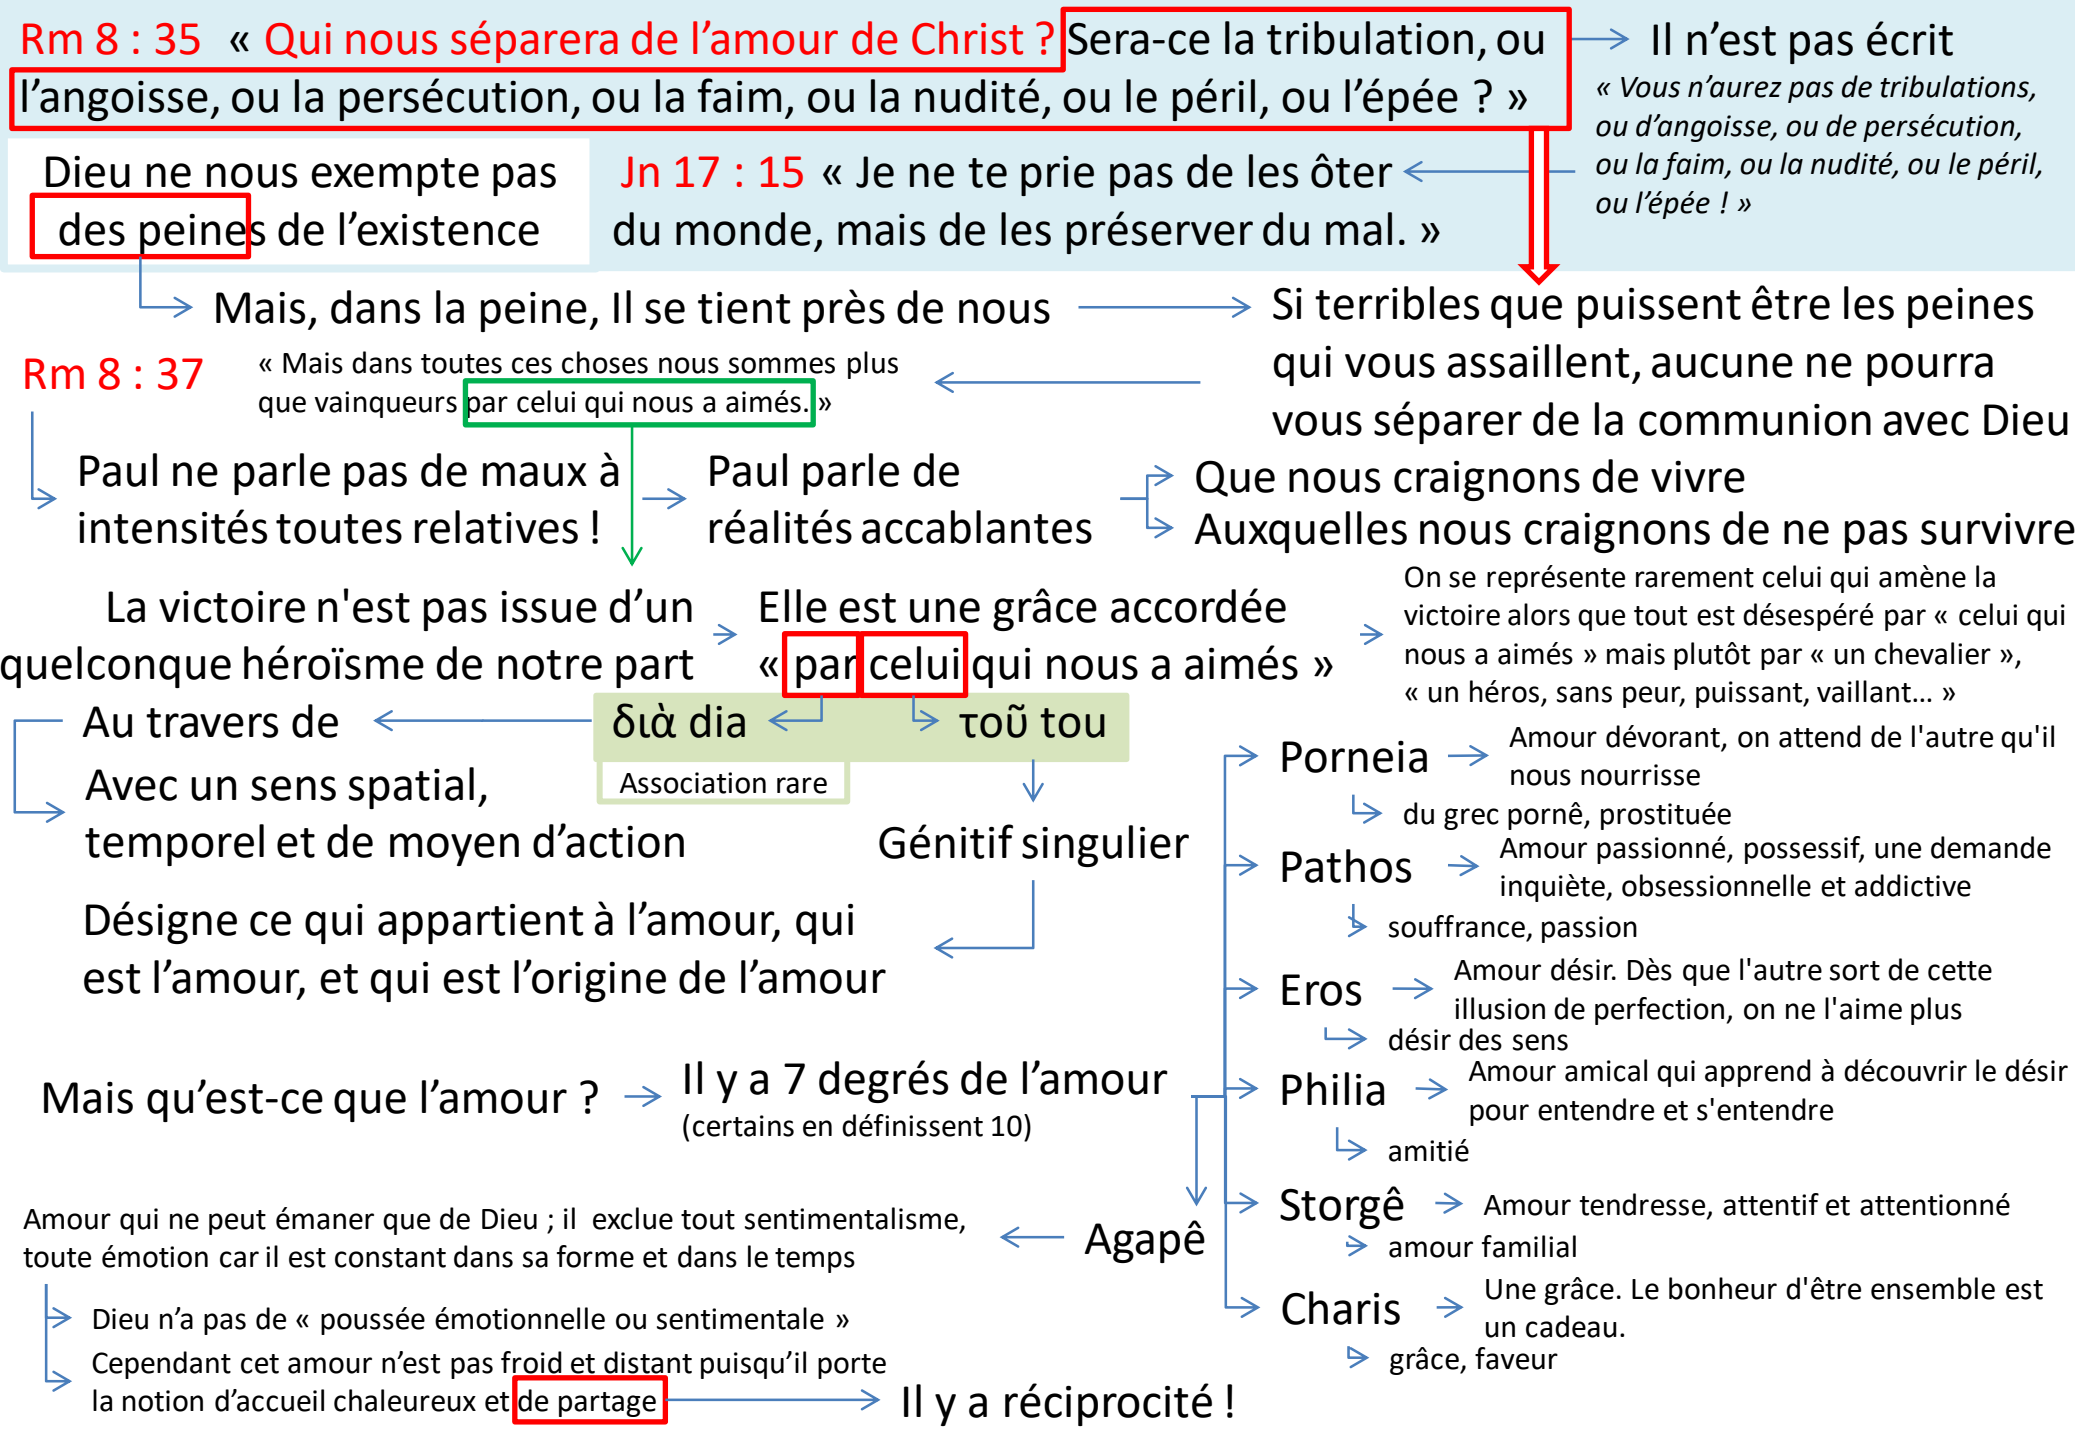 Rm 8 : 35 « Qui nous séparera de l’amour de Christ ? Sera-ce la tribulation, ou
l’angoisse, ou la persécution, ou la faim, ou la nudité, ou le péril, ou l’épée ? »
Il n’est pas écrit
« Vous n’aurez pas de tribulations,
ou d’angoisse, ou de persécution,
ou la faim, ou la nudité, ou le péril,
ou l’épée ! »
Dieu ne nous exempte pas
des peines de l’existence
Jn 17 : 15 « Je ne te prie pas de les ôter
du monde, mais de les préserver du mal. »
Mais, dans la peine, Il se tient près de nous
Si terribles que puissent être les peines
qui vous assaillent, aucune ne pourra
vous séparer de la communion avec Dieu
Rm 8 : 37
« Mais dans toutes ces choses nous sommes plus
que vainqueurs par celui qui nous a aimés. »
Paul ne parle pas de maux à
intensités toutes relatives !
Paul parle de
réalités accablantes
Que nous craignons de vivre
Auxquelles nous craignons de ne pas survivre
La victoire n'est pas issue d’un
quelconque héroïsme de notre part
Elle est une grâce accordée
« par celui qui nous a aimés »
On se représente rarement celui qui amène la
victoire alors que tout est désespéré par « celui qui
nous a aimés » mais plutôt par « un chevalier »,
« un héros, sans peur, puissant, vaillant… »
Au travers de
διὰ dia
τοῦ tou
Association rare
Avec un sens spatial,
temporel et de moyen d’action
Génitif singulier
Désigne ce qui appartient à l’amour, qui
est l’amour, et qui est l’origine de l’amour
Mais qu’est-ce que l’amour ?
Il y a 7 degrés de l’amour
(certains en définissent 10)
Porneia
Amour dévorant, on attend de l'autre qu'il
nous nourrisse
du grec pornê, prostituée
Pathos
Amour passionné, possessif, une demande
inquiète, obsessionnelle et addictive
souffrance, passion
Eros
Amour désir. Dès que l'autre sort de cette
illusion de perfection, on ne l'aime plus
désir des sens
Philia
Amour amical qui apprend à découvrir le désir
pour entendre et s'entendre
amitié
Storgê
Amour tendresse, attentif et attentionné
amour familial
Charis
Une grâce. Le bonheur d'être ensemble est
un cadeau.
grâce, faveur
Agapê
Amour qui ne peut émaner que de Dieu ; il exclue tout sentimentalisme,
toute émotion car il est constant dans sa forme et dans le temps
Dieu n’a pas de « poussée émotionnelle ou sentimentale »
Cependant cet amour n’est pas froid et distant puisqu’il porte
la notion d’accueil chaleureux et de partage
Il y a réciprocité !